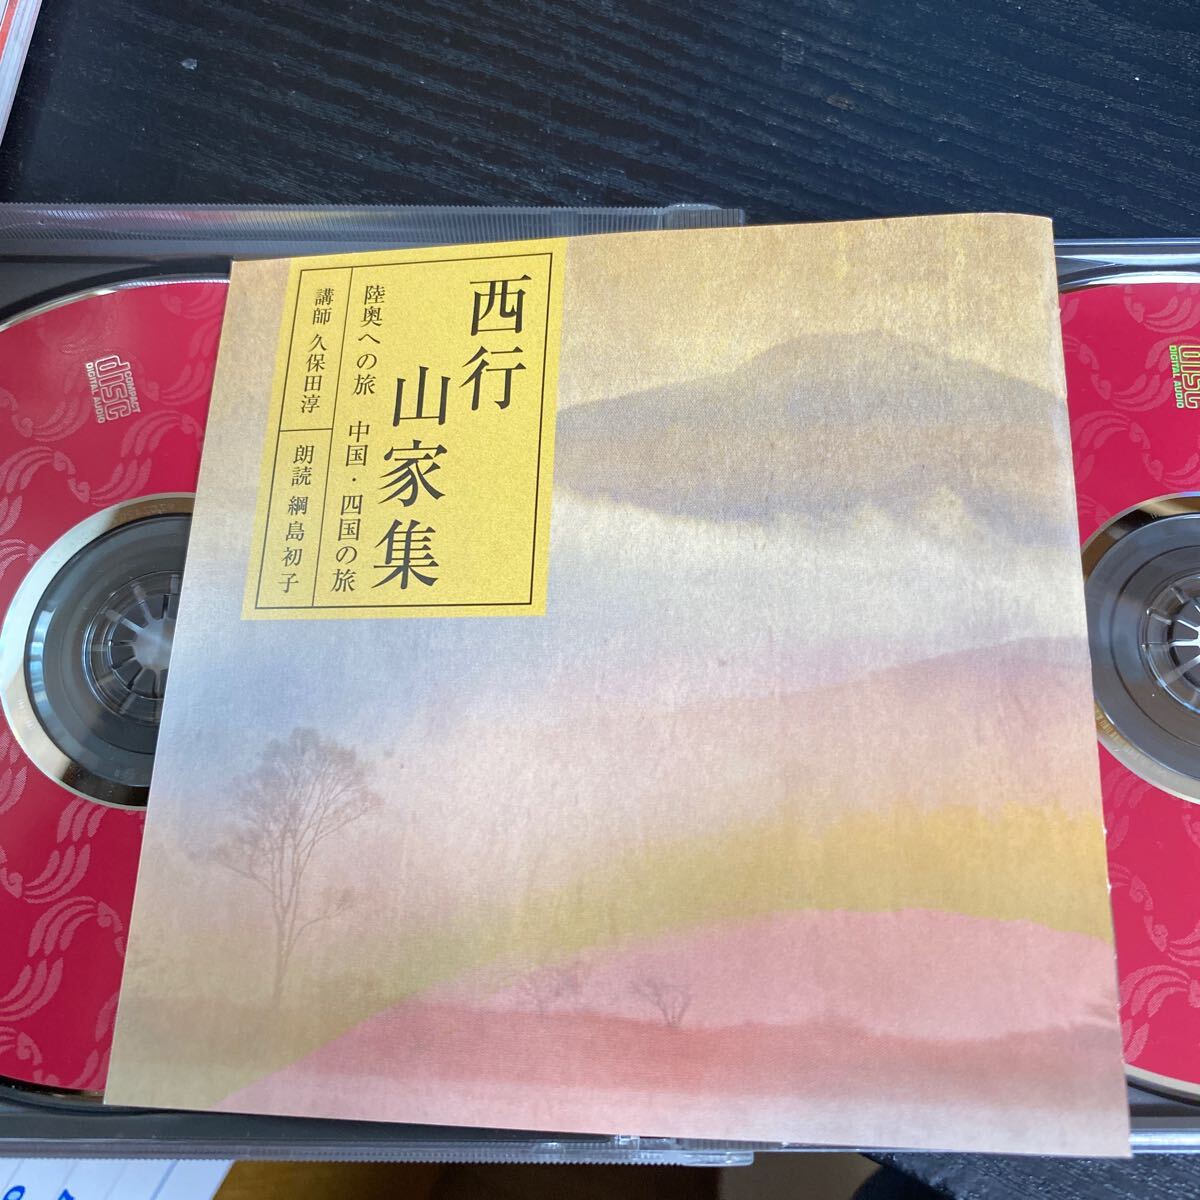 西行
山家集
陸奥への旅 中国・四国の旅
講師 久保田淳
朗読 綱島初子
COMPACT
disc
DIGITAL AUDIO
disc
DIGITAL AUDIO